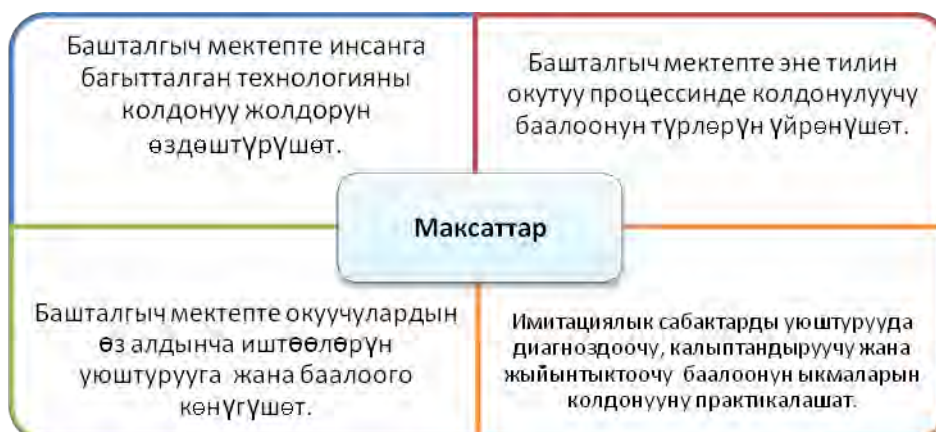 Башталгыч мектепте инсанга
багытталган технологияны
колдонуу жолдорун
өздөштүрүшөт.
Башталгыч мектепте эне тилин
окутуу процессинде колдонулуучу
баалоонун түрлөрүн үйрөнүшөт.
Максаттар
Башталгыч мектепте окуучулардын
өз алдынча иштөөлөрүн
уюштурууга жана баалоого
көнүгүшөт.
Имитациялык сабактарды уюштурууда
диагноздоочу, калыптандыруучу жана
жыйынтыктоочу баалоонун ыкмаларын
колдонууну практикалашат.